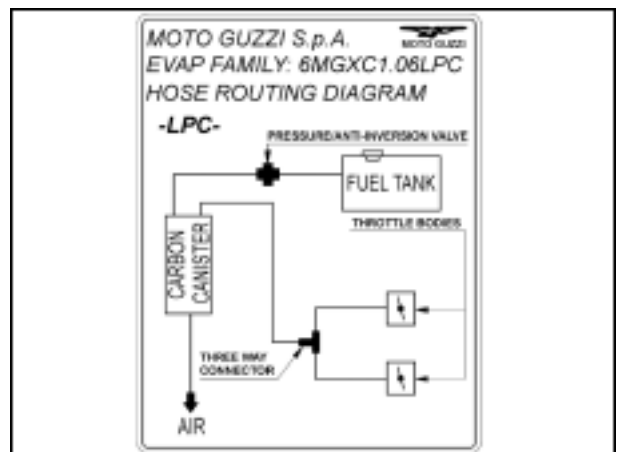 MOTO GUZZI S.p.A.
MOTO GUZZI
EVAP FAMILY: 6MGXC1.06LPC
HOSE ROUTING DIAGRAM
-LPC-
PRESSURE/ANTI-INVERSION VALVE
FUEL TANK
THROTTLE BODIES
CARBON
CANISTER
THREE WAY
CONNECTOR
AIR